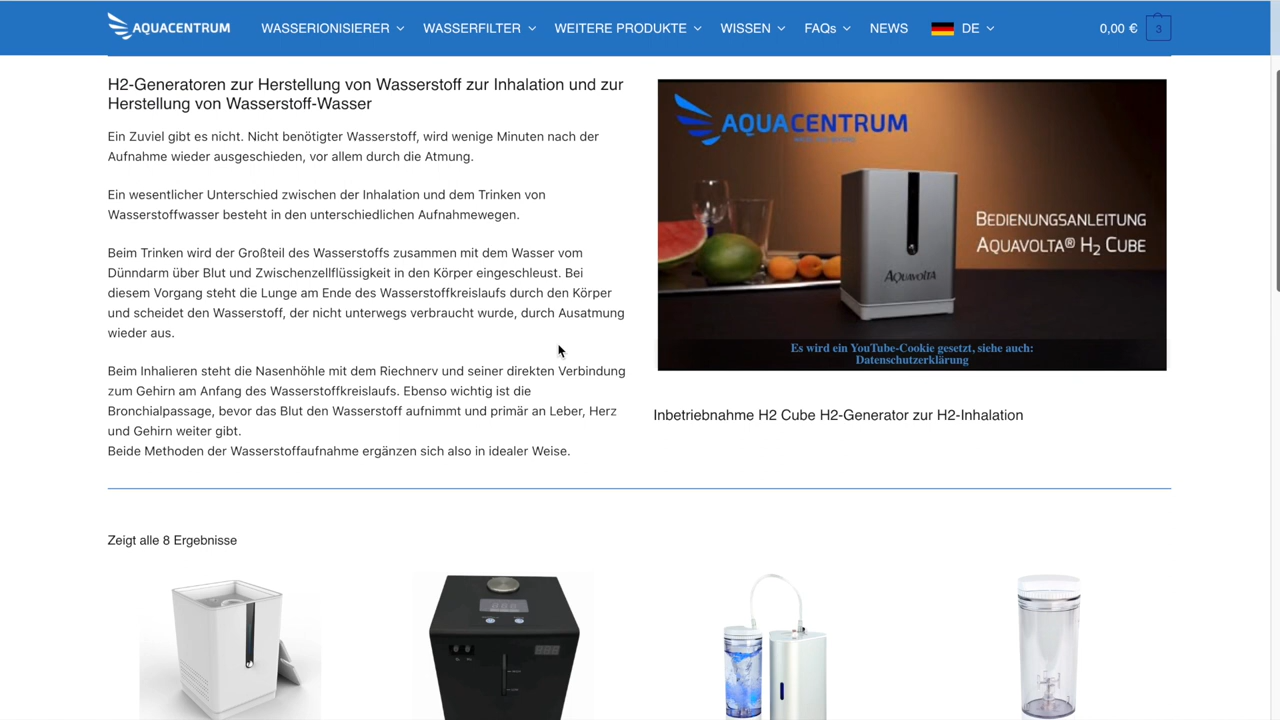 AQUACENTRUM
WASSERIONISIERER
WASSERFILTER
WEITERE PRODUKTE
WISSEN
FAQs
NEWS
DE
0,00 €
3
H2-Generatoren zur Herstellung von Wasserstoff zur Inhalation und zur
Herstellung von Wasserstoff-Wasser
Ein Zuviel gibt es nicht. Nicht benötigter Wasserstoff, wird wenige Minuten nach der
Aufnahme wieder ausgeschieden, vor allem durch die Atmung.
Ein wesentlicher Unterschied zwischen der Inhalation und dem Trinken von
Wasserstoffwasser besteht in den unterschiedlichen Aufnahmewegen.
Beim Trinken wird der Großteil des Wasserstoffs zusammen mit dem Wasser vom
Dünndarm über Blut und Zwischenzellflüssigkeit in den Körper eingeschleust. Bei
diesem Vorgang steht die Lunge am Ende des Wasserstoffkreislaufs durch den Körper
und scheidet den Wasserstoff, der nicht unterwegs verbraucht wurde, durch Ausatmung
wieder aus.
Beim Inhalieren steht die Nasenhöhle mit dem Riechnerv und seiner direkten Verbindung
zum Gehirn am Anfang des Wasserstoffkreislaufs. Ebenso wichtig ist die
Bronchialpassage, bevor das Blut den Wasserstoff aufnimmt und primär an Leber, Herz
und Gehirn weiter gibt.
Beide Methoden der Wasserstoffaufnahme ergänzen sich also in idealer Weise.
AQUACENTRUM
BEDIENUNGSANLEITUNG
AQUAVOLTA® H2 CUBE
AQUAVOLTA
Es wird ein YouTube-Cookie gesetzt, siehe auch:
Datenschutzerklärung
Inbetriebnahme H2 Cube H2-Generator zur H2-Inhalation
Zeigt alle 8 Ergebnisse